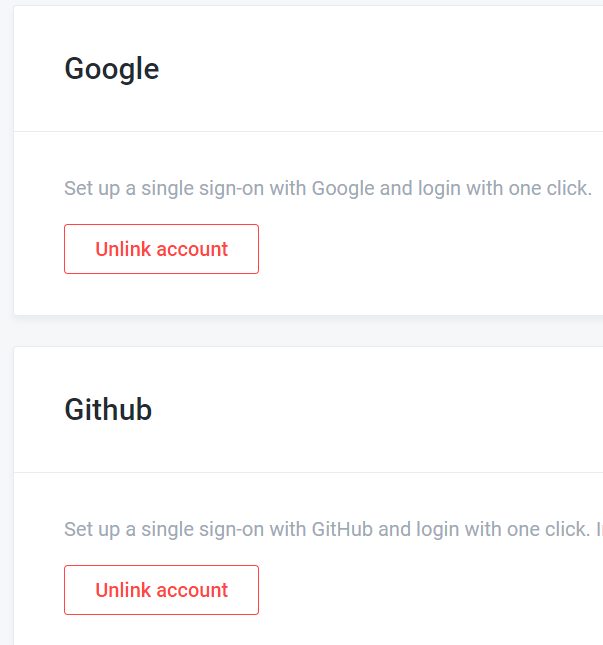 Google
Set up a single sign-on with Google and login with one click.
Unlink account
Github
Set up a single sign-on with GitHub and login with one click.
Unlink account